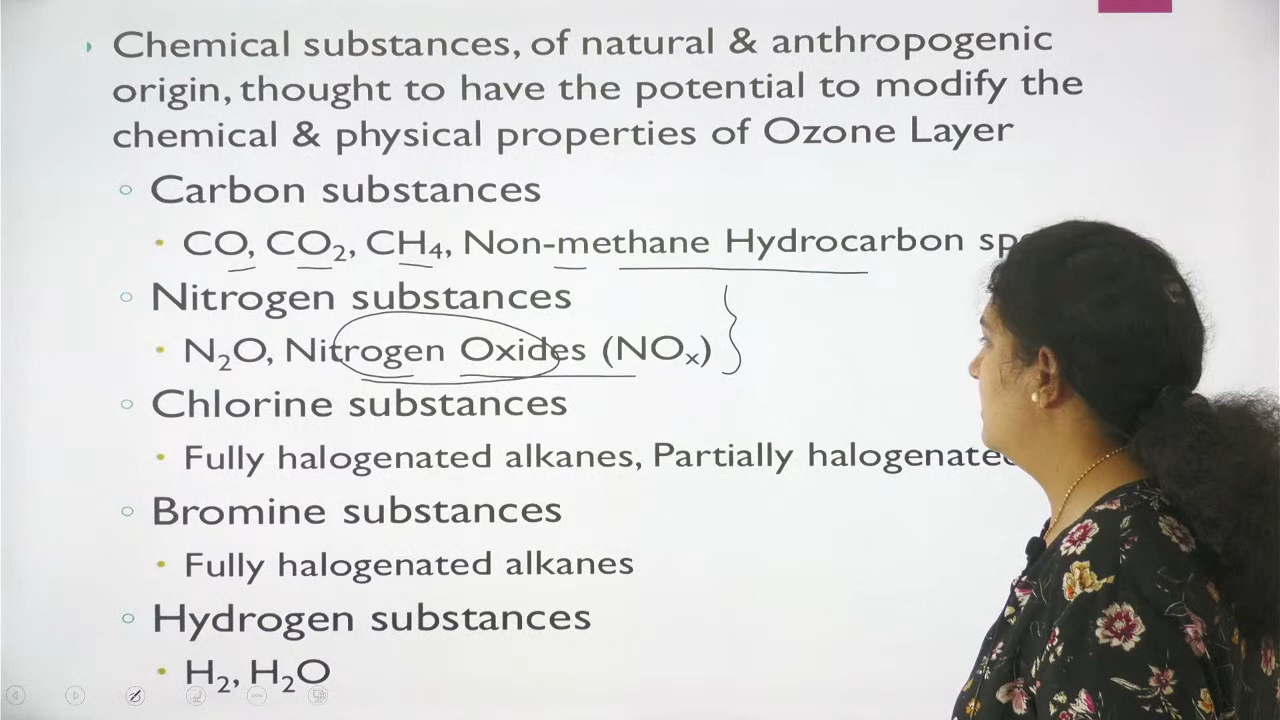 Chemical substances, of natural & anthropogenic
origin, thought to have the potential to modify the
chemical & physical properties of Ozone Layer
Carbon substances
CO, CO₂, CH₄, Non-methane Hydrocarbon
Nitrogen substances
N₂O, Nitrogen Oxides (NOₓ)
Chlorine substances
Fully halogenated alkanes, Partially halogenated
Bromine substances
Fully halogenated alkanes
Hydrogen substances
H₂, H₂O